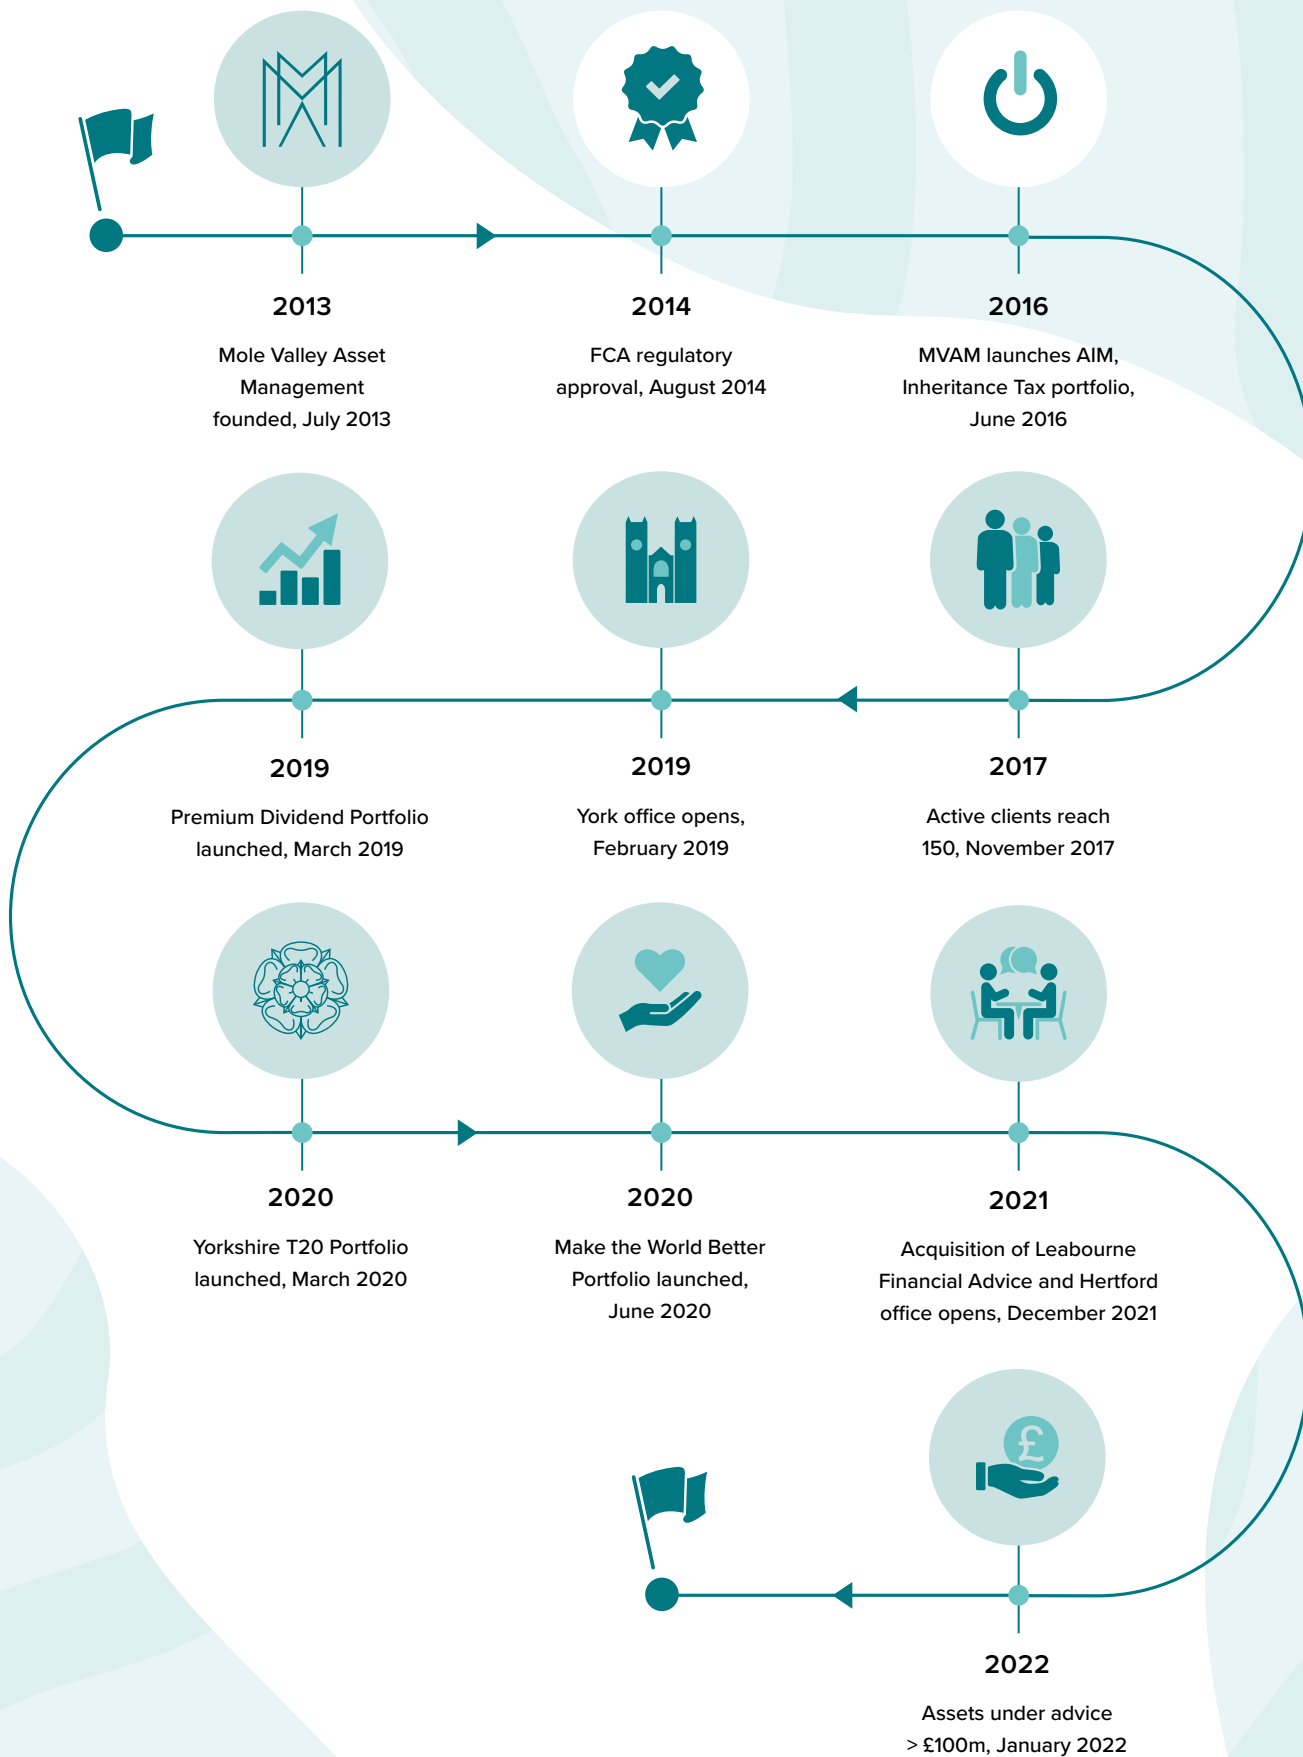 2013
Mole Valley Asset
Management
founded, July 2013
2014
FCA regulatory
approval, August 2014
2016
MVAM launches AIM,
Inheritance Tax portfolio,
June 2016
2017
Active clients reach
150, November 2017
2019
York office opens,
February 2019
2019
Premium Dividend Portfolio
launched, March 2019
2020
Yorkshire T20 Portfolio
launched, March 2020
2020
Make the World Better
Portfolio launched,
June 2020
2021
Acquisition of Leabourne
Financial Advice and Hertford
office opens, December 2021
£
2022
Assets under advice
> £100m, January 2022